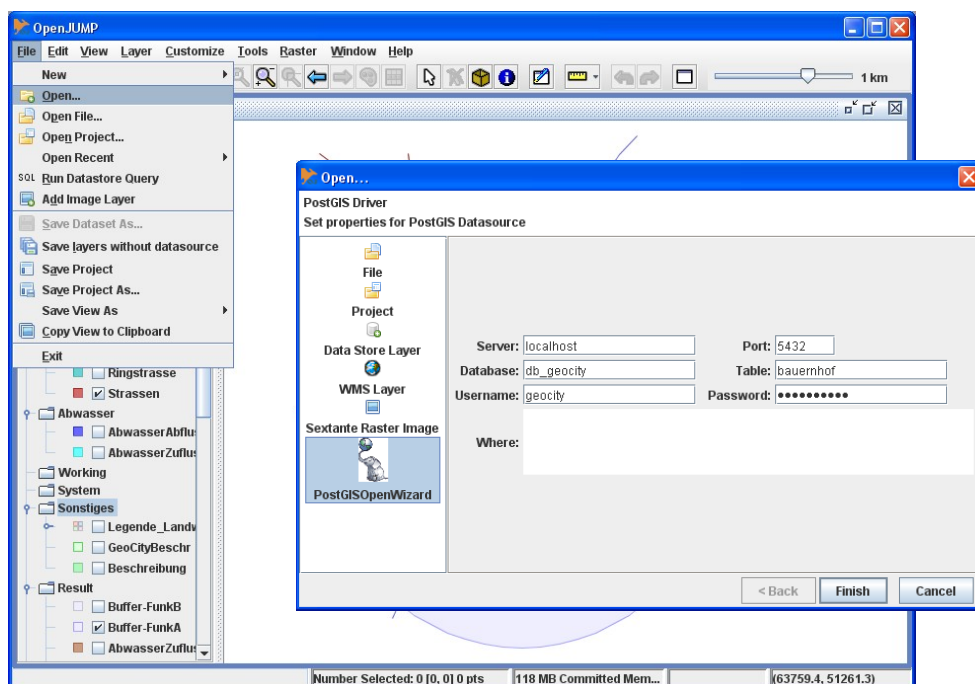 OpenJUMP
File Edit View Layer Customize Tools Raster Window Help
1 km
New
Open...
Open File...
Open Project...
Open Recent
SQL Run Datastore Query
Add Image Layer
Save Dataset As...
Save layers without datasource
Save Project
Save Project As...
Save View As
Copy View to Clipboard
Exit
Ringstrasse
Strassen
Abwasser
AbwasserAbflu
AbwasserZuflu
Working
System
Sonstiges
Legende_Landw
GeoCityBeschr
Beschreibung
Result
Buffer-FunkB
Buffer-FunkA
AbwasserZuflu
Open...
PostGIS Driver
Set properties for PostGIS Datasource
File
Project
Data Store Layer
WMS Layer
Sextante Raster Image
PostGISOpenWizard
Server: localhost Port: 5432
Database: db_geocity Table: bauernhof
Username: geocity Password: ●●●●●●●●●●
Where:
< Back Finish Cancel
Number Selected: 0 [0, 0] 0 pts 118 MB Committed Mem... (63759.4, 51261.3)